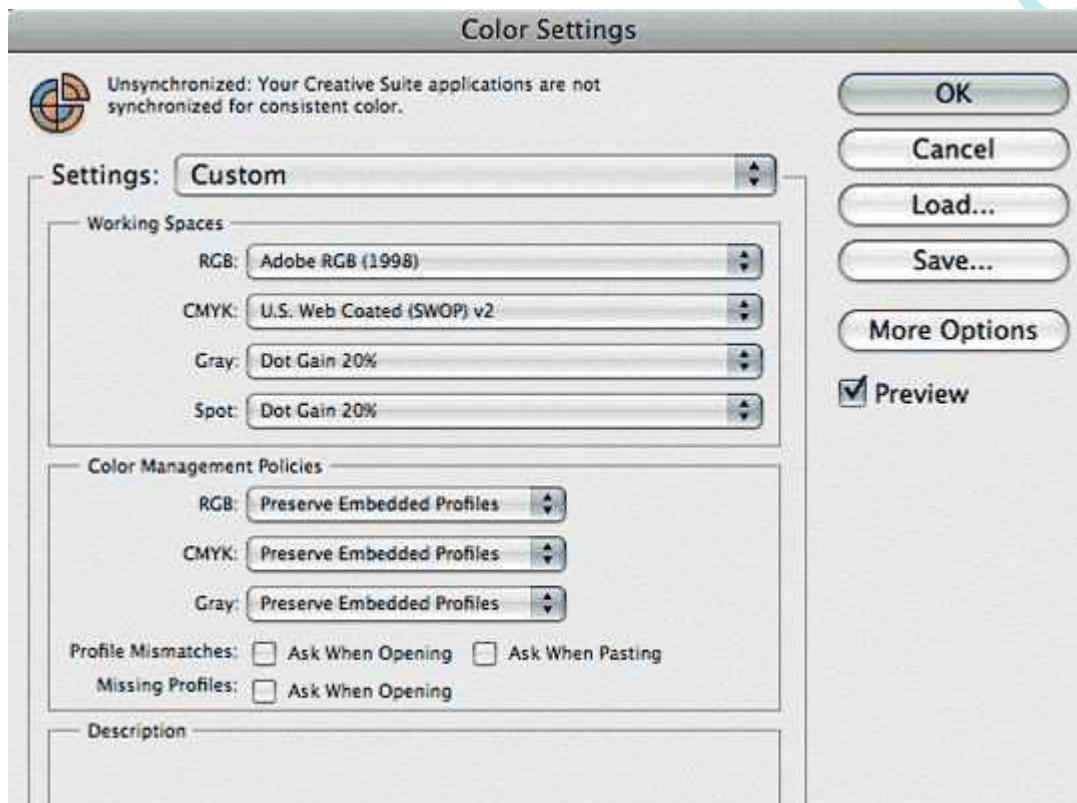 Color Settings
Unsynchronized: Your Creative Suite applications are not
synchronized for consistent color.
OK
Cancel
Load...
Save...
More Options
Preview
Settings: Custom
Working Spaces
RGB: Adobe RGB (1998)
CMYK: U.S. Web Coated (SWOP) v2
Gray: Dot Gain 20%
Spot: Dot Gain 20%
Color Management Policies
RGB: Preserve Embedded Profiles
CMYK: Preserve Embedded Profiles
Gray: Preserve Embedded Profiles
Profile Mismatches: Ask When Opening Ask When Pasting
Missing Profiles: Ask When Opening
Description